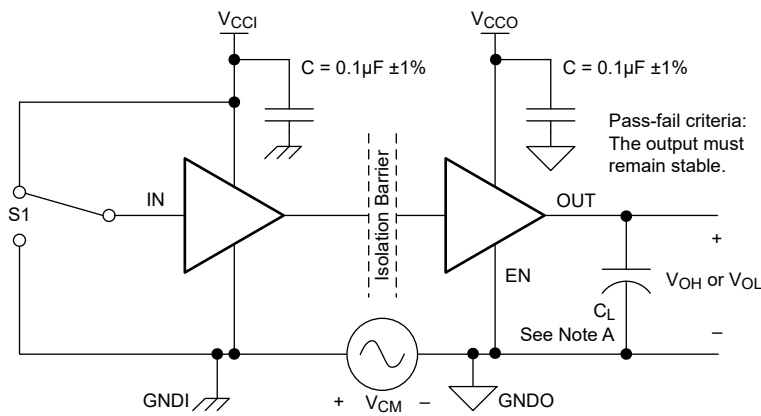 VCCI
VCCO
C = 0.1µF ±1%
C = 0.1µF ±1%
Pass-fail criteria:
The output must
remain stable.
Isolation Barrier
IN
OUT
S1
+
EN
VOH or VOL
CL
See Note A
–
GNDI
+ VCM –
GNDO